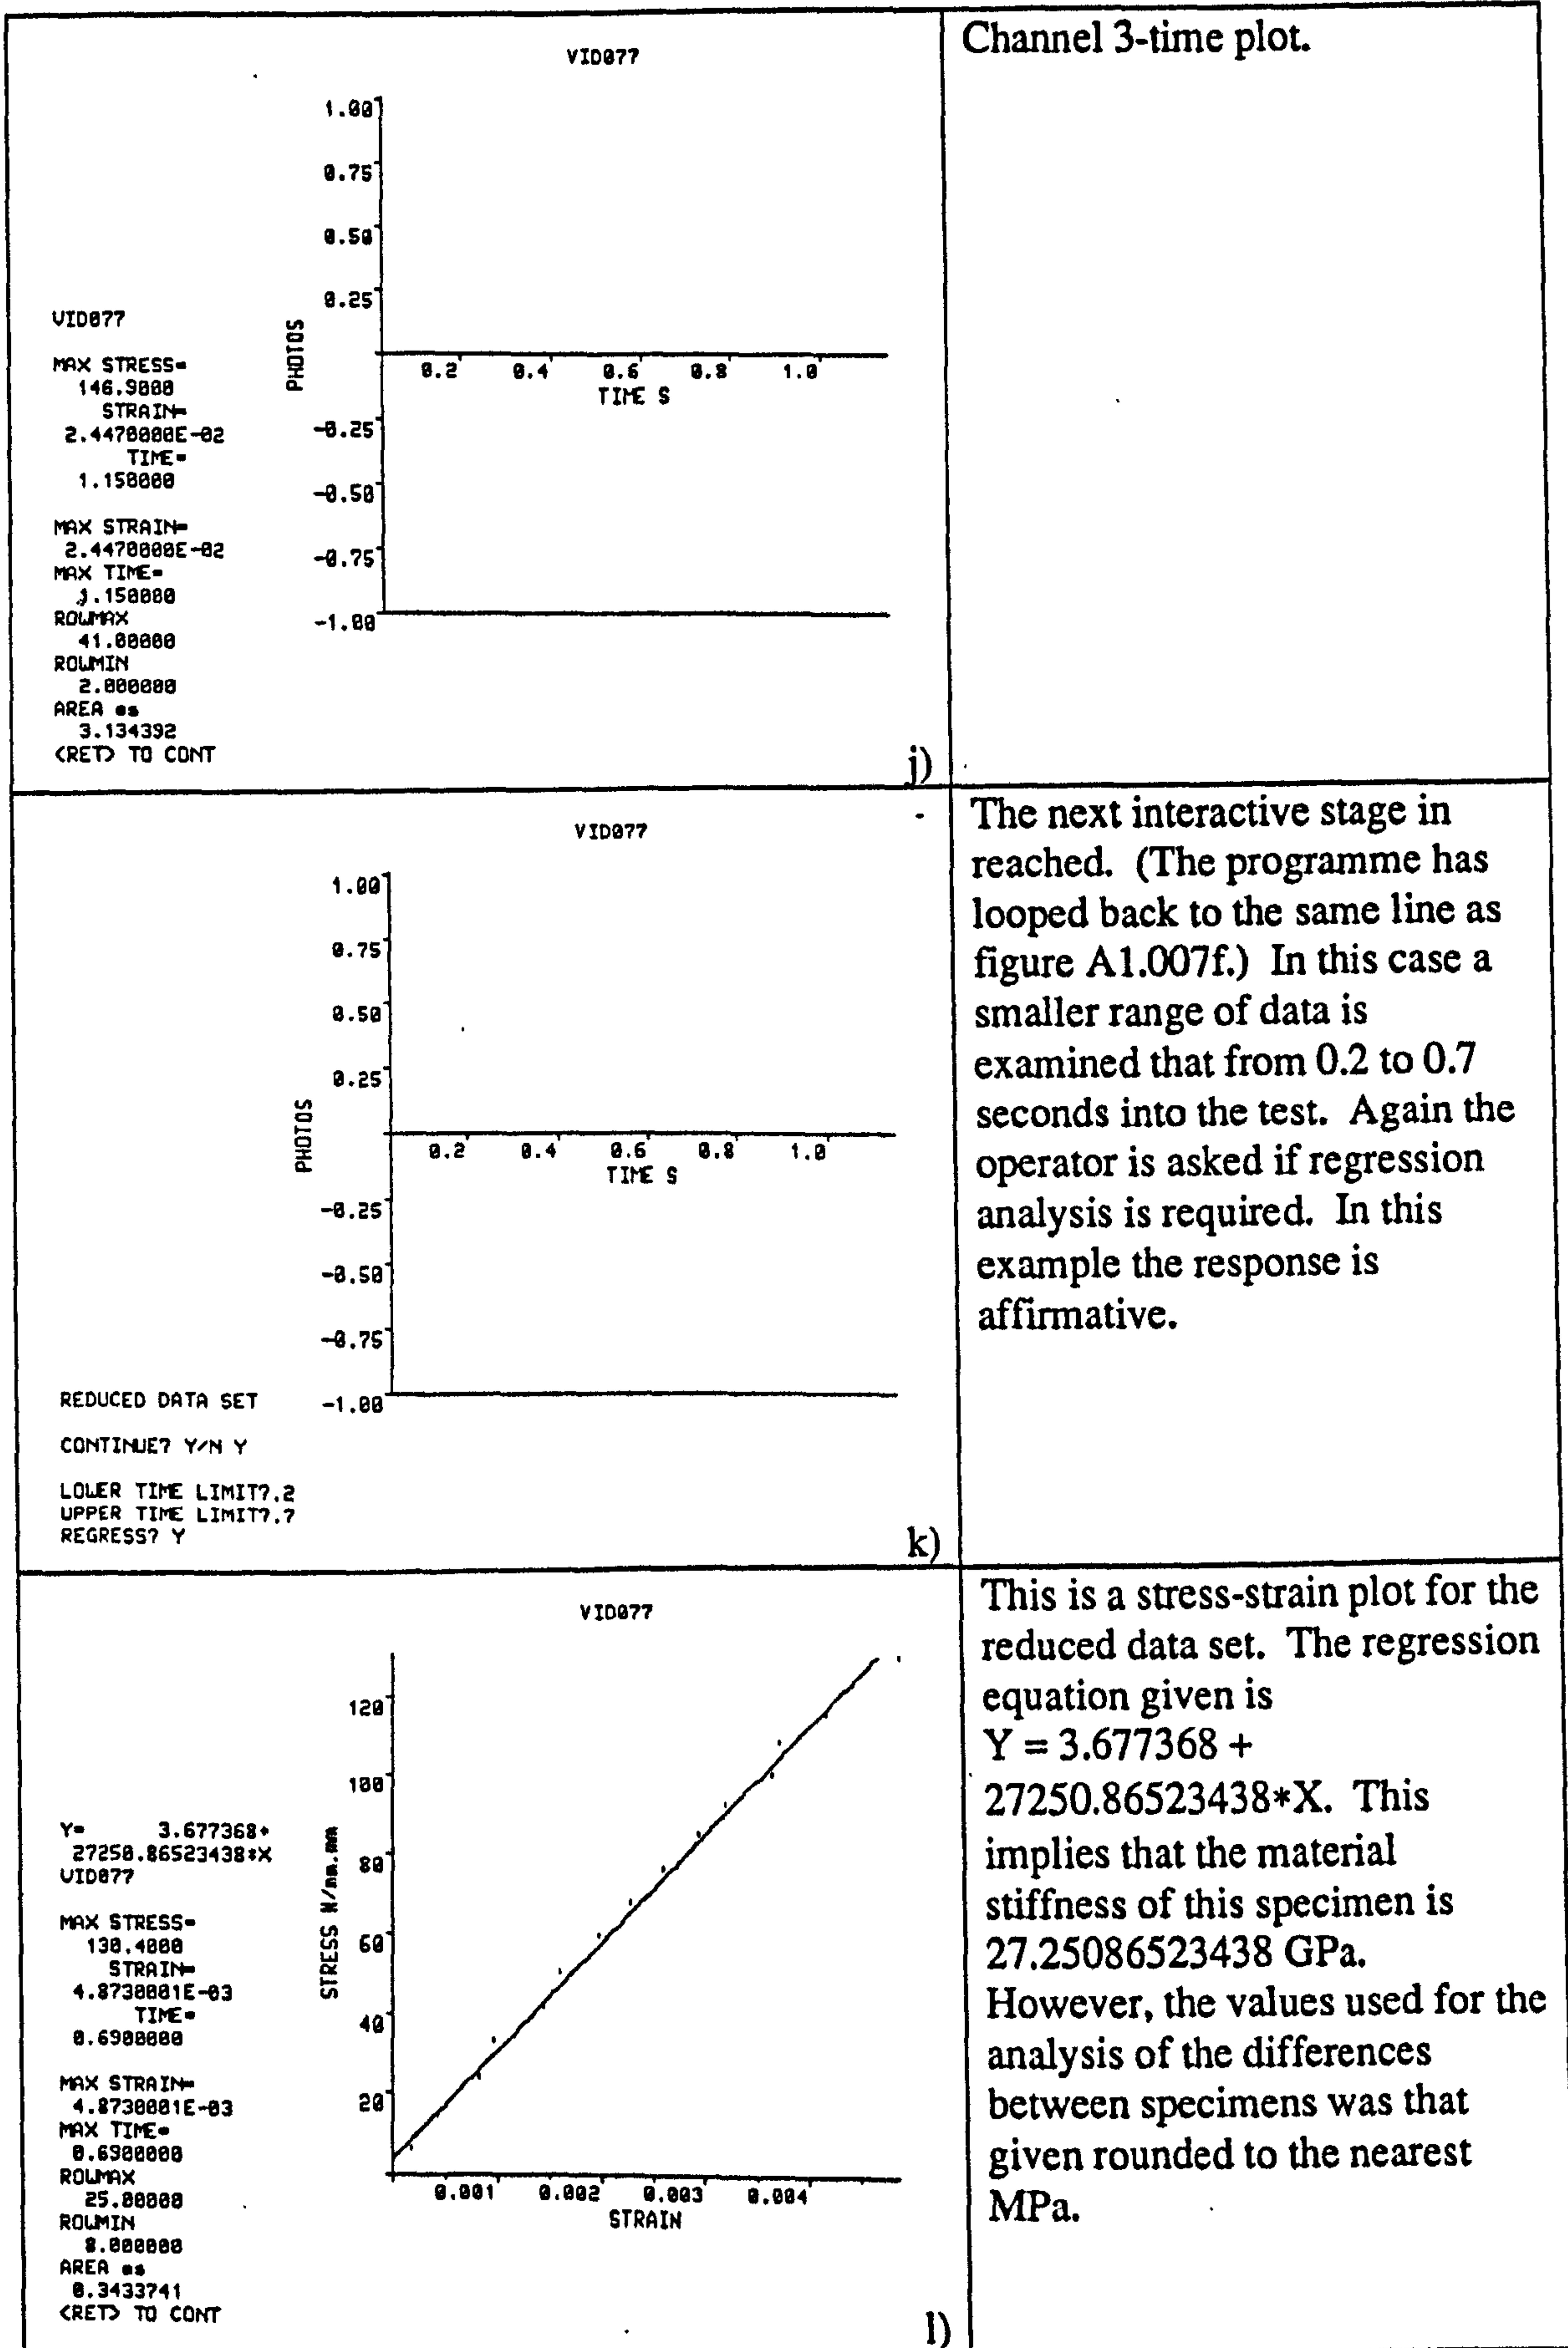 VID077
1.00
0.75
0.50
0.25
-0.25
-0.50
-0.75
-1.00
PHOTOS
0.2 0.4 0.6 0.8 1.0
TIME S
VID077
MAX STRESS=
146.9000
STRAIN=
2.4470000E-02
TIME=
1.150000
MAX STRAIN=
2.4470000E-02
MAX TIME=
1.150000
ROWMAX
41.00000
ROWMIN
2.000000
AREA es
3.134392
<RET> TO CONT
j)
Channel 3-time plot.
VID077
1.00
0.75
0.50
0.25
-0.25
-0.50
-0.75
-1.00
PHOTOS
0.2 0.4 0.6 0.8 1.0
TIME S
REDUCED DATA SET
CONTINUE? Y/N Y
LOWER TIME LIMIT?.2
UPPER TIME LIMIT?.7
REGRESS? Y
k)
The next interactive stage in
reached. (The programme has
looped back to the same line as
figure A1.007f.) In this case a
smaller range of data is
examined that from 0.2 to 0.7
seconds into the test. Again the
operator is asked if regression
analysis is required. In this
example the response is
affirmative.
VID077
120
100
80
60
40
20
STRESS N/mm.mm
0.001 0.002 0.003 0.004
STRAIN
Y= 3.677368+
27250.86523438*X
VID077
MAX STRESS=
130.4000
STRAIN=
4.8730001E-03
TIME=
0.6900000
MAX STRAIN=
4.8730001E-03
MAX TIME=
0.6900000
ROWMAX
25.00000
ROWMIN
8.000000
AREA es
0.3433741
<RET> TO CONT
l)
This is a stress-strain plot for the
reduced data set. The regression
equation given is
Y = 3.677368 +
27250.86523438*X. This
implies that the material
stiffness of this specimen is
27.25086523438 GPa.
However, the values used for the
analysis of the differences
between specimens was that
given rounded to the nearest
MPa.